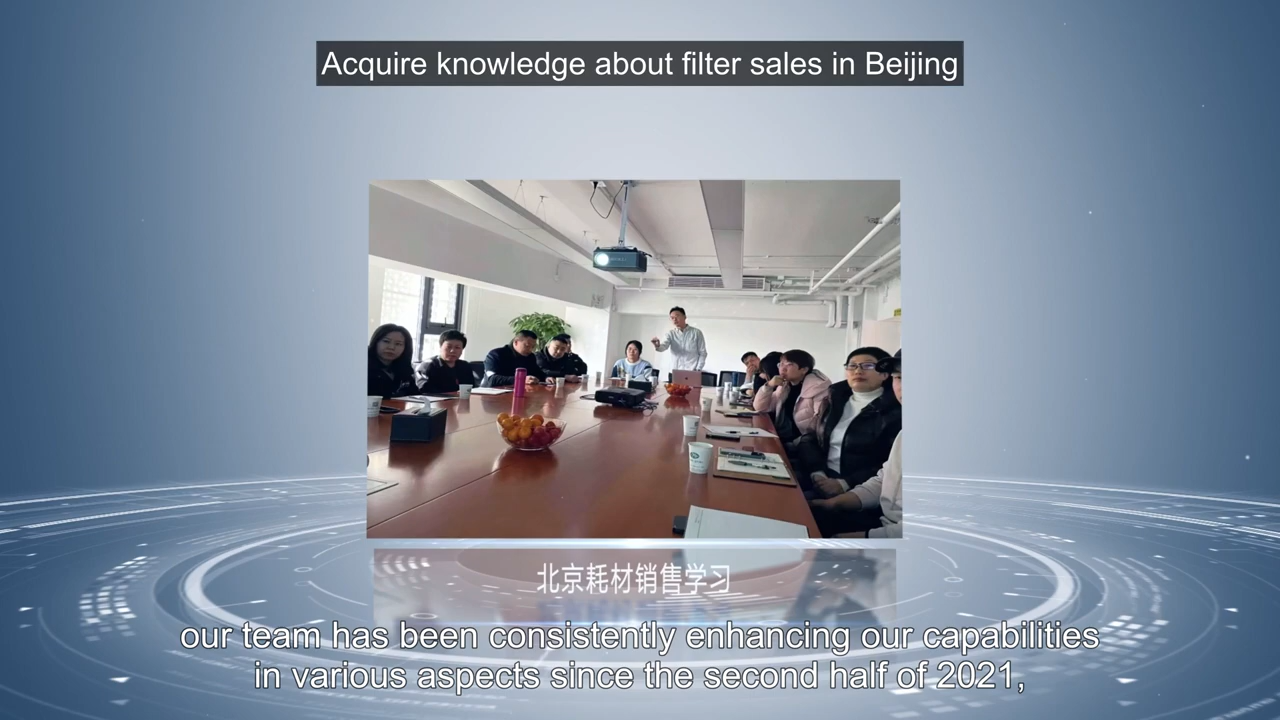 Acquire knowledge about filter sales in Beijing
北京耗材销售学习
our team has been consistently enhancing our capabilities
in various aspects since the second half of 2021,